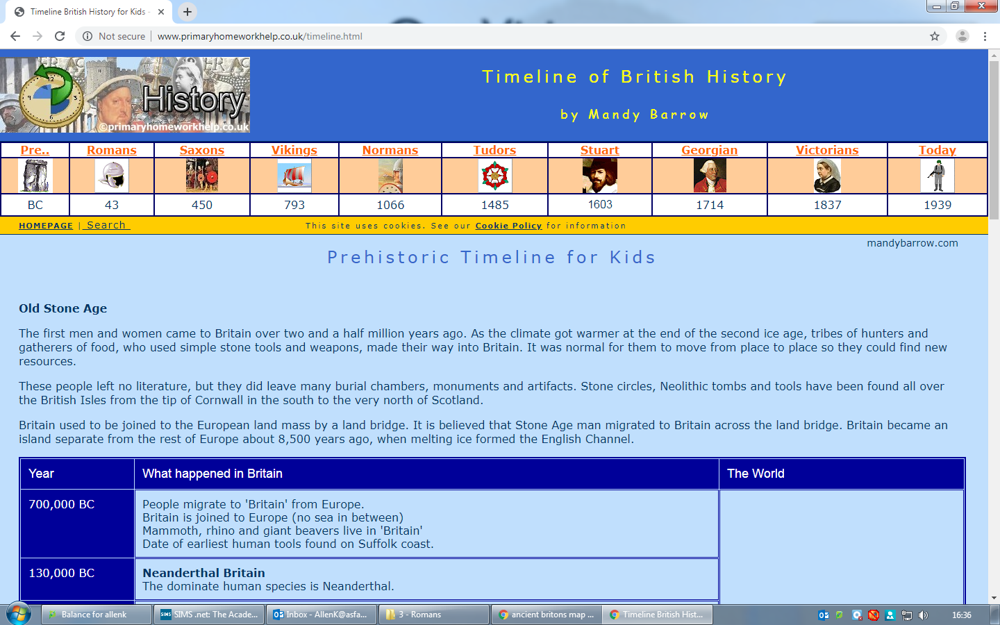 Timeline British History for Kids -
Not secure
www.primaryhomeworkhelp.co.uk/timeline.html
History
©primaryhomeworkhelp.co.uk
Timeline of British History
by Mandy Barrow
Pre.. Romans Saxons Vikings Normans Tudors Stuart Georgian Victorians Today
BC 43 450 793 1066 1485 1603 1714 1837 1939
HOMEPAGE | Search This site uses cookies. See our Cookie Policy for information
mandybarrow.com
Prehistoric Timeline for Kids
Old Stone Age
The first men and women came to Britain over two and a half million years ago. As the climate got warmer at the end of the second ice age, tribes of hunters and
gatherers of food, who used simple stone tools and weapons, made their way into Britain. It was normal for them to move from place to place so they could find new
resources.
These people left no literature, but they did leave many burial chambers, monuments and artifacts. Stone circles, Neolithic tombs and tools have been found all over
the British Isles from the tip of Cornwall in the south to the very north of Scotland.
Britain used to be joined to the European land mass by a land bridge. It is believed that Stone Age man migrated to Britain across the land bridge. Britain became an
island separate from the rest of Europe about 8,500 years ago, when melting ice formed the English Channel.
Year What happened in Britain The World
700,000 BC People migrate to 'Britain' from Europe.
Britain is joined to Europe (no sea in between)
Mammoth, rhino and giant beavers live in 'Britain'
Date of earliest human tools found on Suffolk coast.
130,000 BC Neanderthal Britain
The dominate human species is Neanderthal.
Balance for allenk SIMS SIMS .net: The Acade... Inbox - AllenK@asfa... 3 - Romans ancient britons map ... Timeline British Hist... 16:36